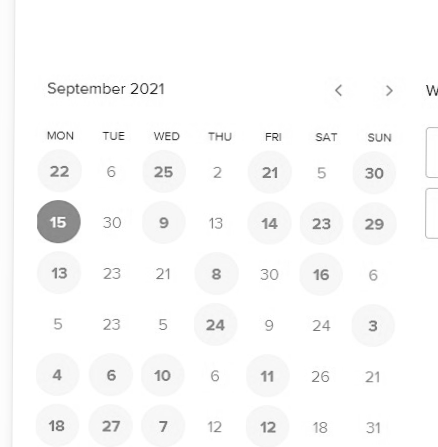 September 2021 < > W
MON TUE WED THU FRI SAT SUN
22 6 25 2 21 5 30
15 30 9 13 14 23 29
13 23 21 8 30 16 6
5 23 5 24 9 24 3
4 6 10 6 11 26 21
18 27 7 12 12 18 31